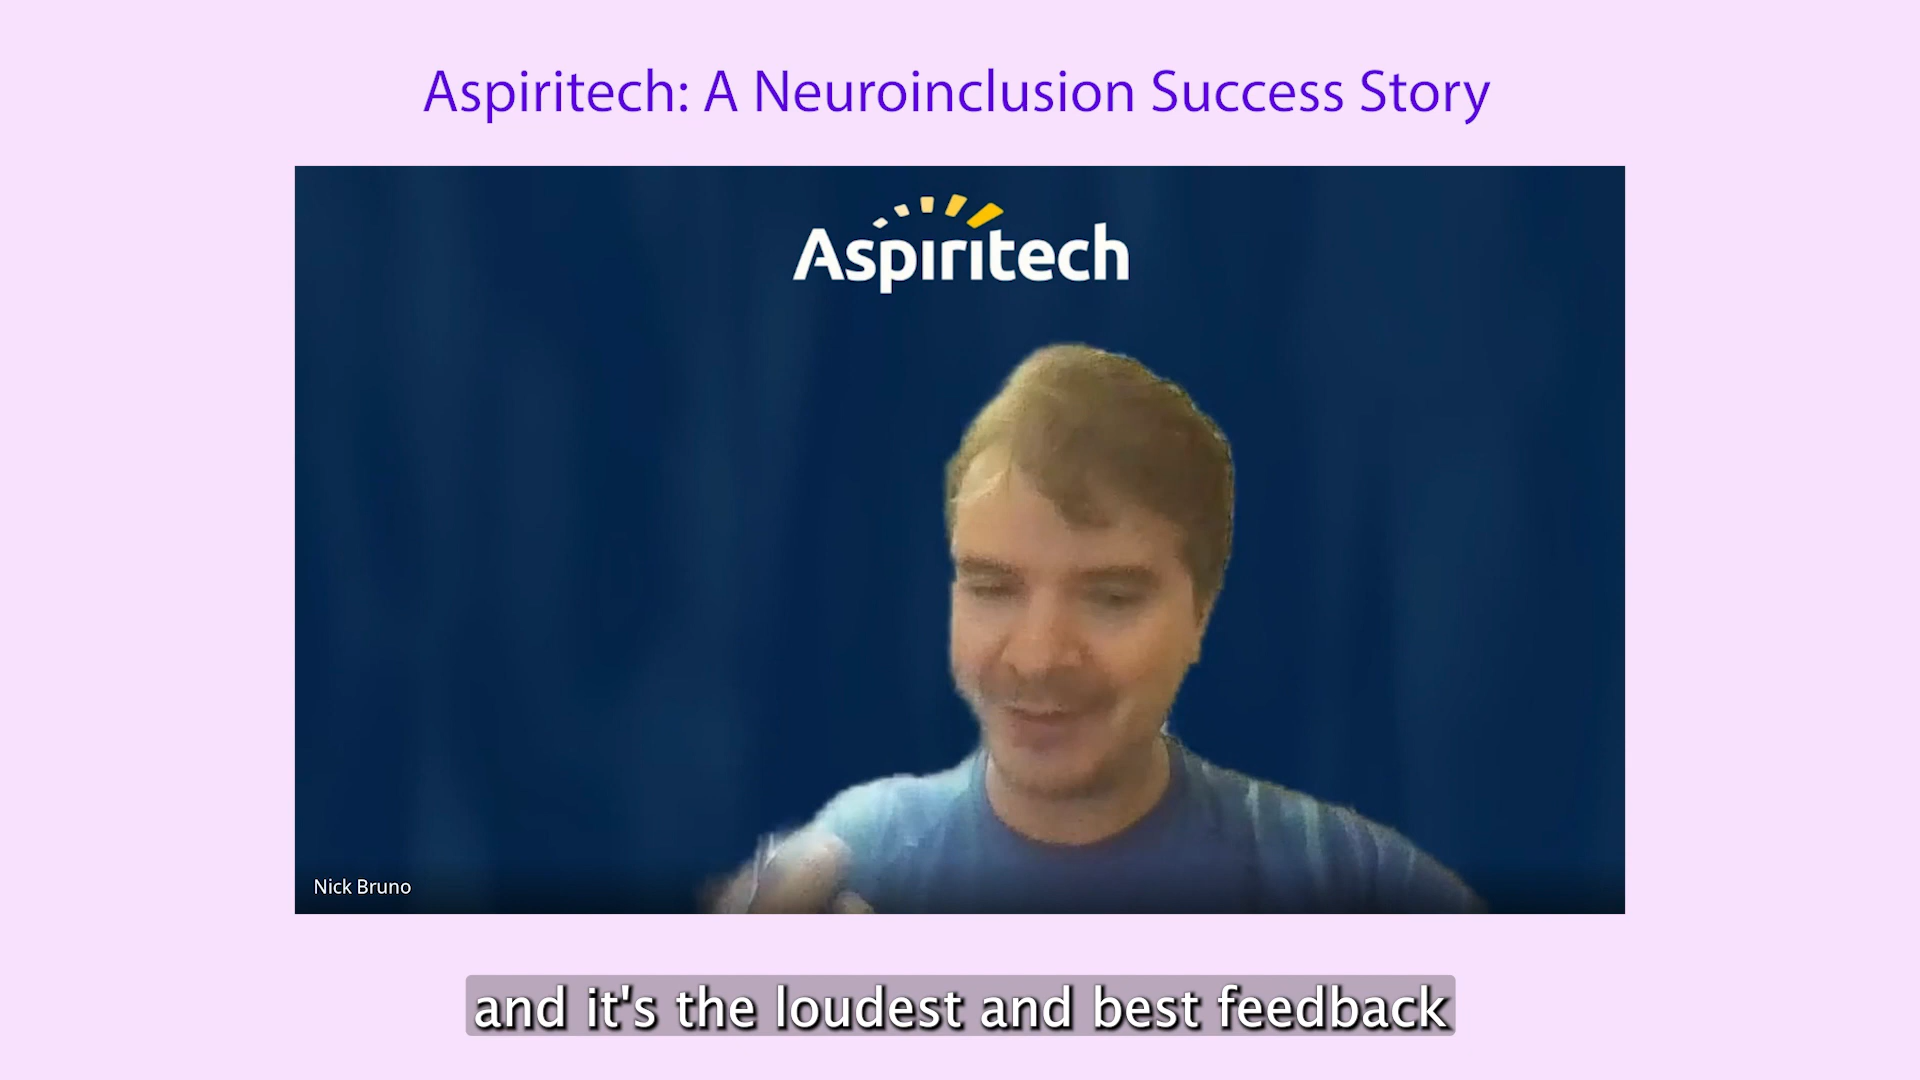 Aspiritech: A Neuroinclusion Success Story
Aspiritech
Nick Bruno
and it's the loudest and best feedback